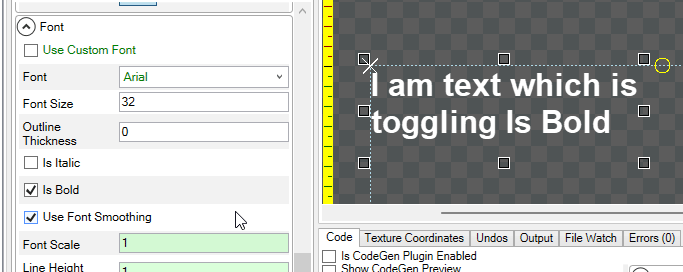 Font
Use Custom Font
Font Arial
Font Size 32
Outline
Thickness 0
Is Italic
Is Bold
Use Font Smoothing
Font Scale 1
Line Height 1
I am text which is
toggling Is Bold
Code Texture Coordinates Undos Output File Watch Errors (0)
Is CodeGen Plugin Enabled
Show CodeGen Preview